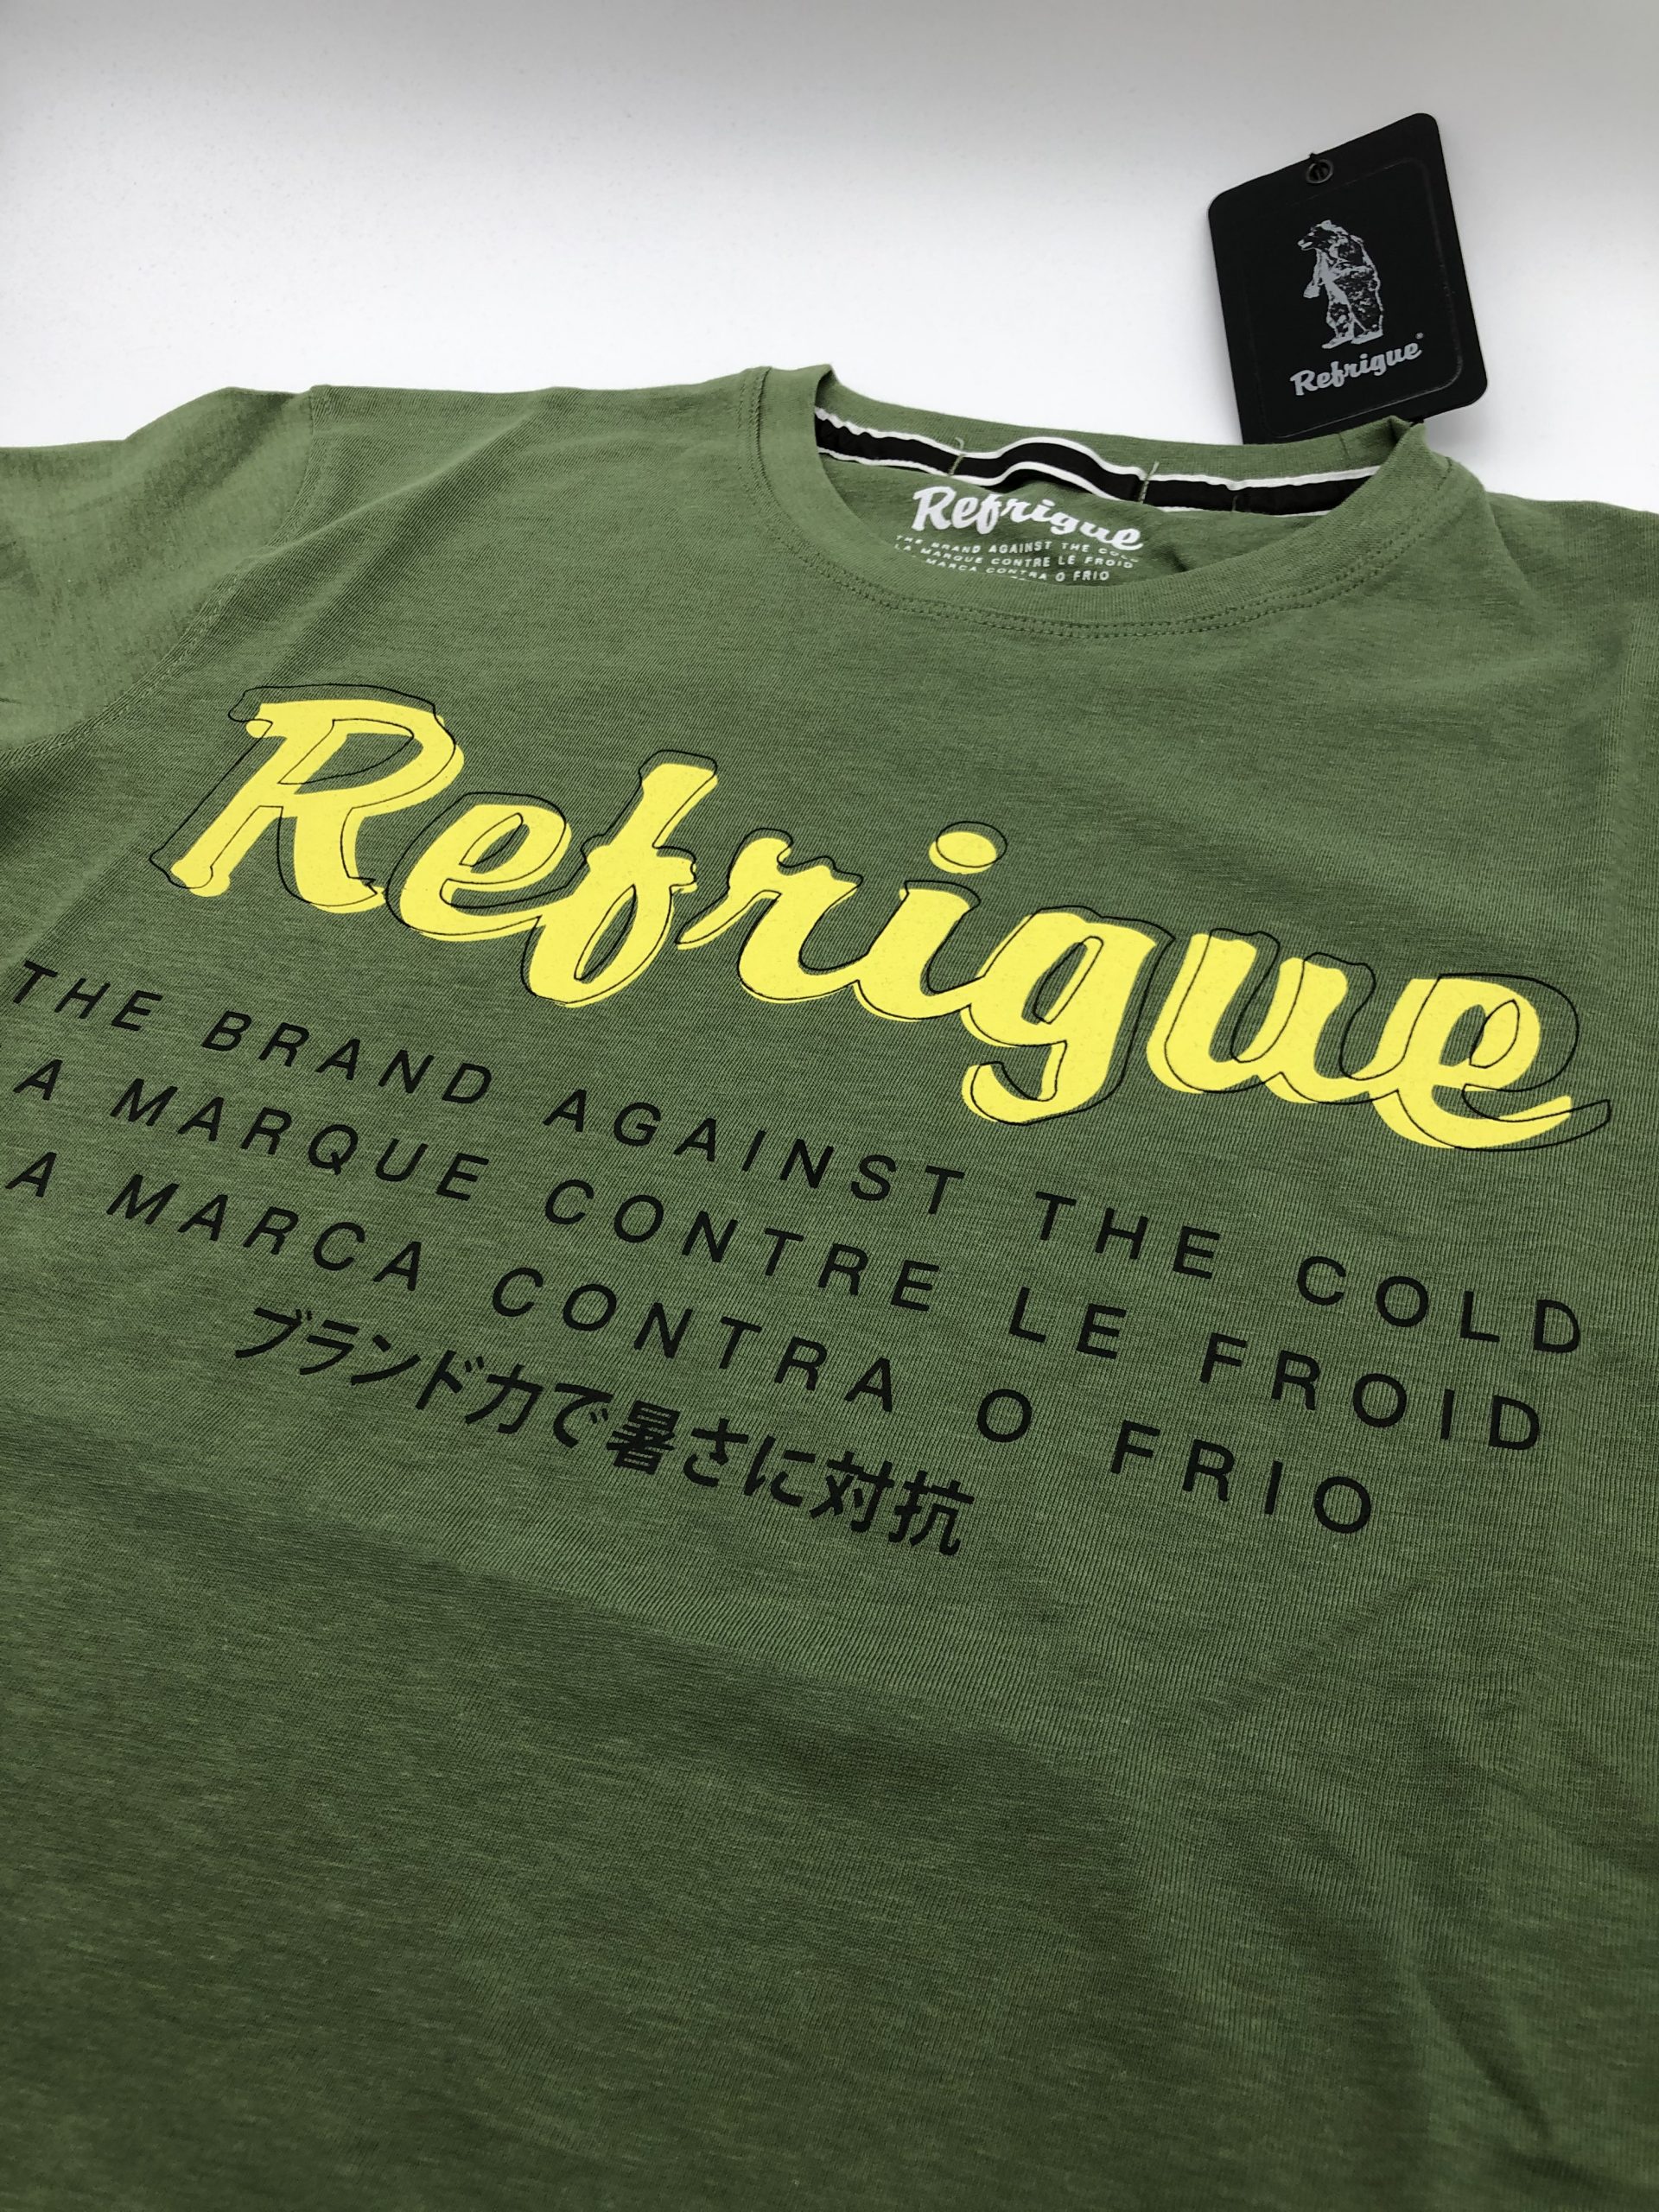 Refrigue
Refrigue
THE BRAND AGAINST THE
LA MARQUE CONTRE LE FROID
MARCA CONTRA O FRIO
Refrigue
THE BRAND AGAINST THE COLD
A MARQUE CONTRE LE FROID
A MARCA CONTRA O FRIO
ブランド力で暑さに対抗